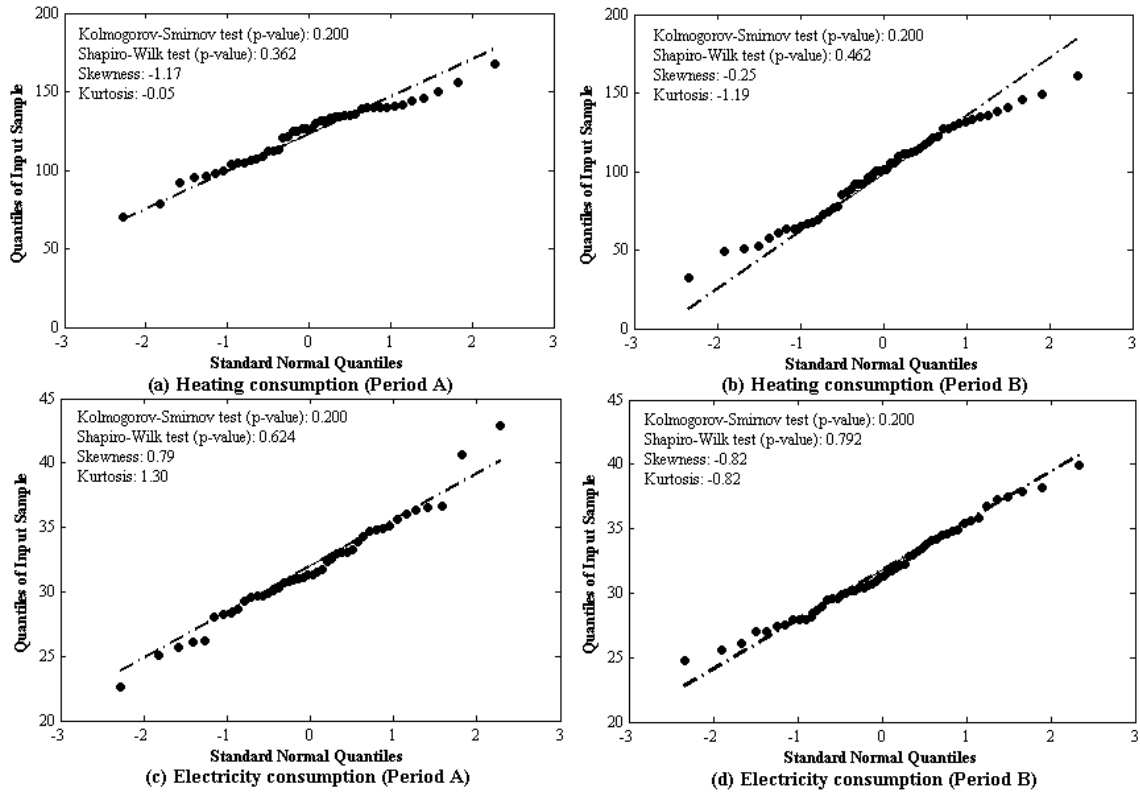 Kolmogorov-Smirnov test (p-value): 0.200
Shapiro-Wilk test (p-value): 0.362
Skewness: -1.17
Kurtosis: -0.05
Quantiles of Input Sample
200
150
100
50
0
-3 -2 -1 0 1 2 3
Standard Normal Quantiles
(a) Heating consumption (Period A)
Kolmogorov-Smirnov test (p-value): 0.200
Shapiro-Wilk test (p-value): 0.462
Skewness: -0.25
Kurtosis: -1.19
Quantiles of Input Sample
200
150
100
50
0
-3 -2 -1 0 1 2 3
Standard Normal Quantiles
(b) Heating consumption (Period B)
Kolmogorov-Smirnov test (p-value): 0.200
Shapiro-Wilk test (p-value): 0.624
Skewness: 0.79
Kurtosis: 1.30
Quantiles of Input Sample
45
40
35
30
25
20
-3 -2 -1 0 1 2 3
Standard Normal Quantiles
(c) Electricity consumption (Period A)
Kolmogorov-Smirnov test (p-value): 0.200
Shapiro-Wilk test (p-value): 0.792
Skewness: -0.82
Kurtosis: -0.82
Quantiles of Input Sample
45
40
35
30
25
20
-3 -2 -1 0 1 2 3
Standard Normal Quantiles
(d) Electricity consumption (Period B)